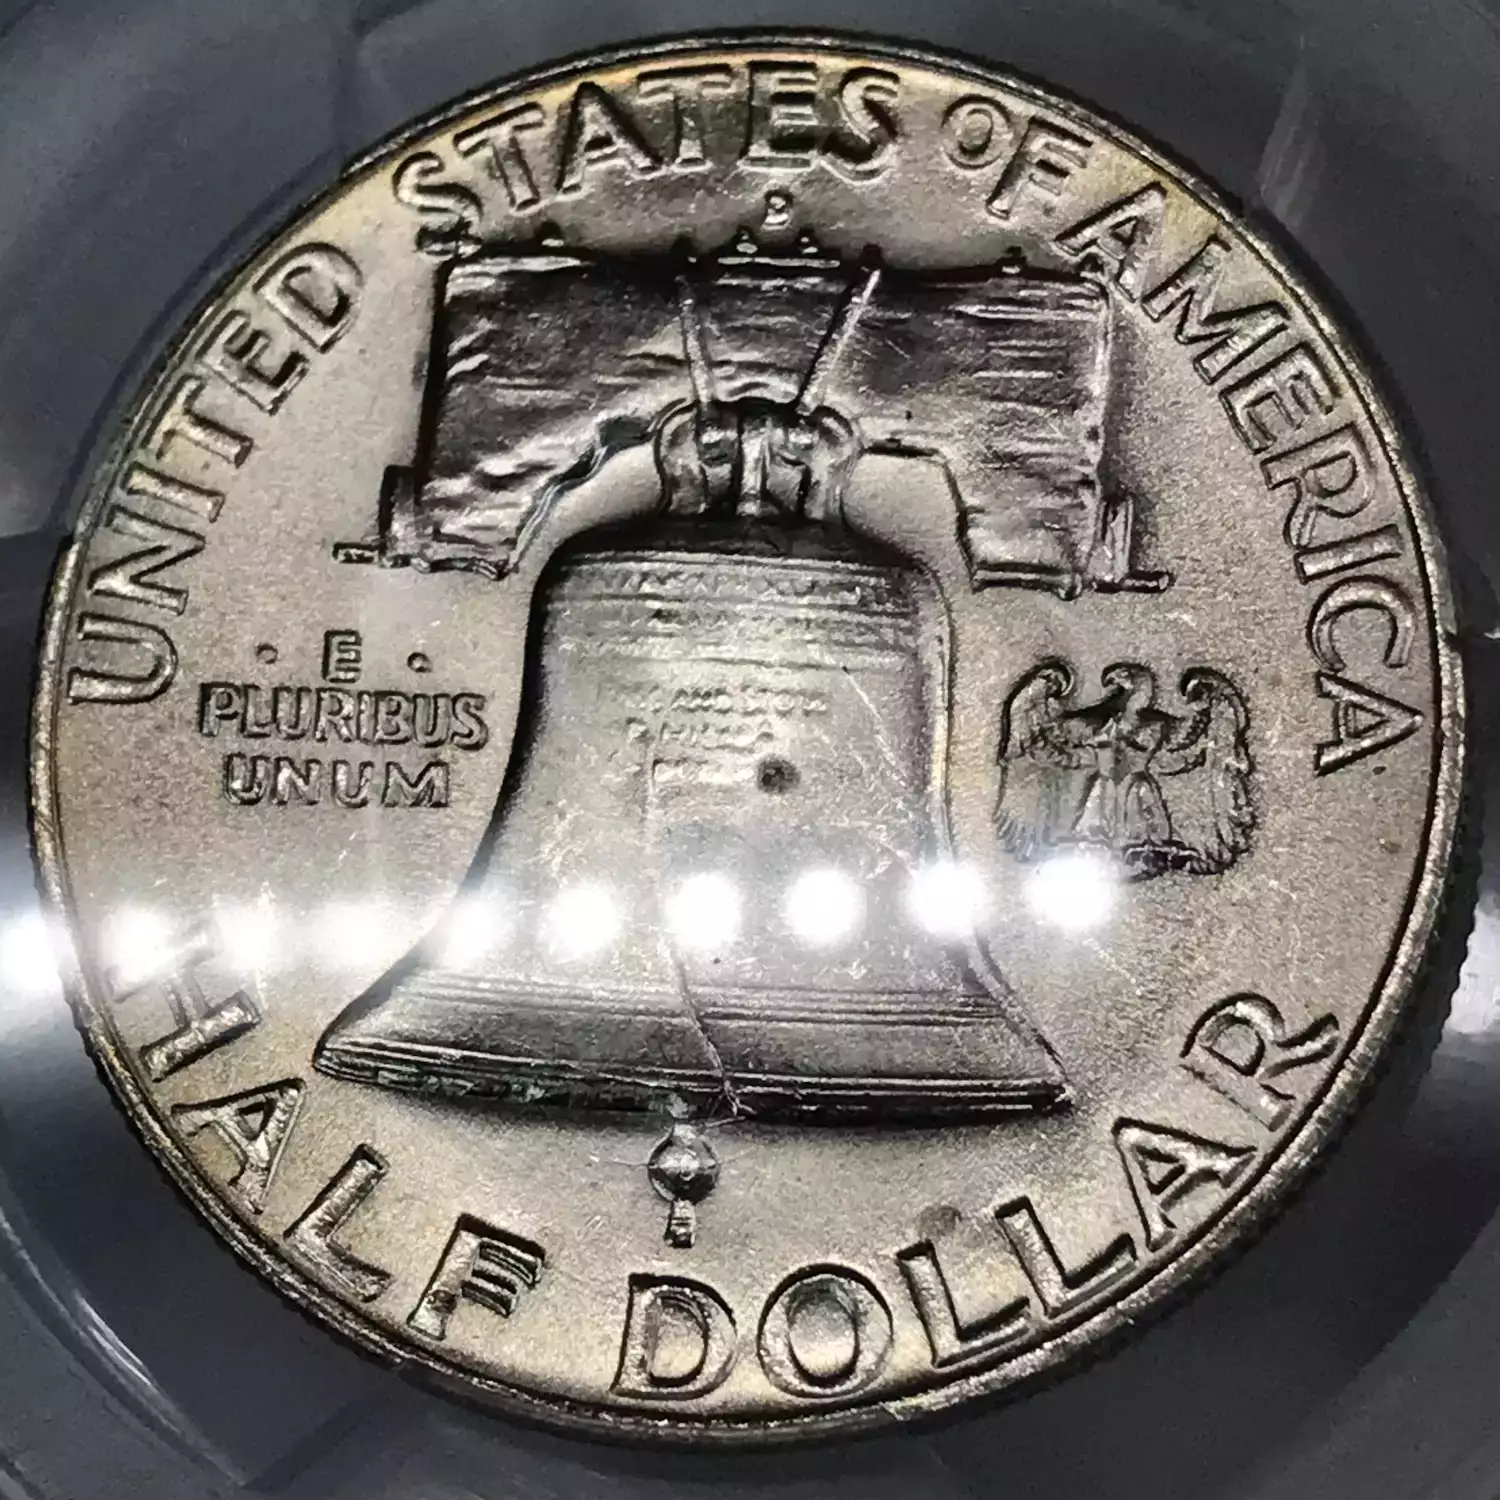 UNITED STATES OF AMERICA
· E ·
PLURIBUS
UNUM
HALF DOLLAR